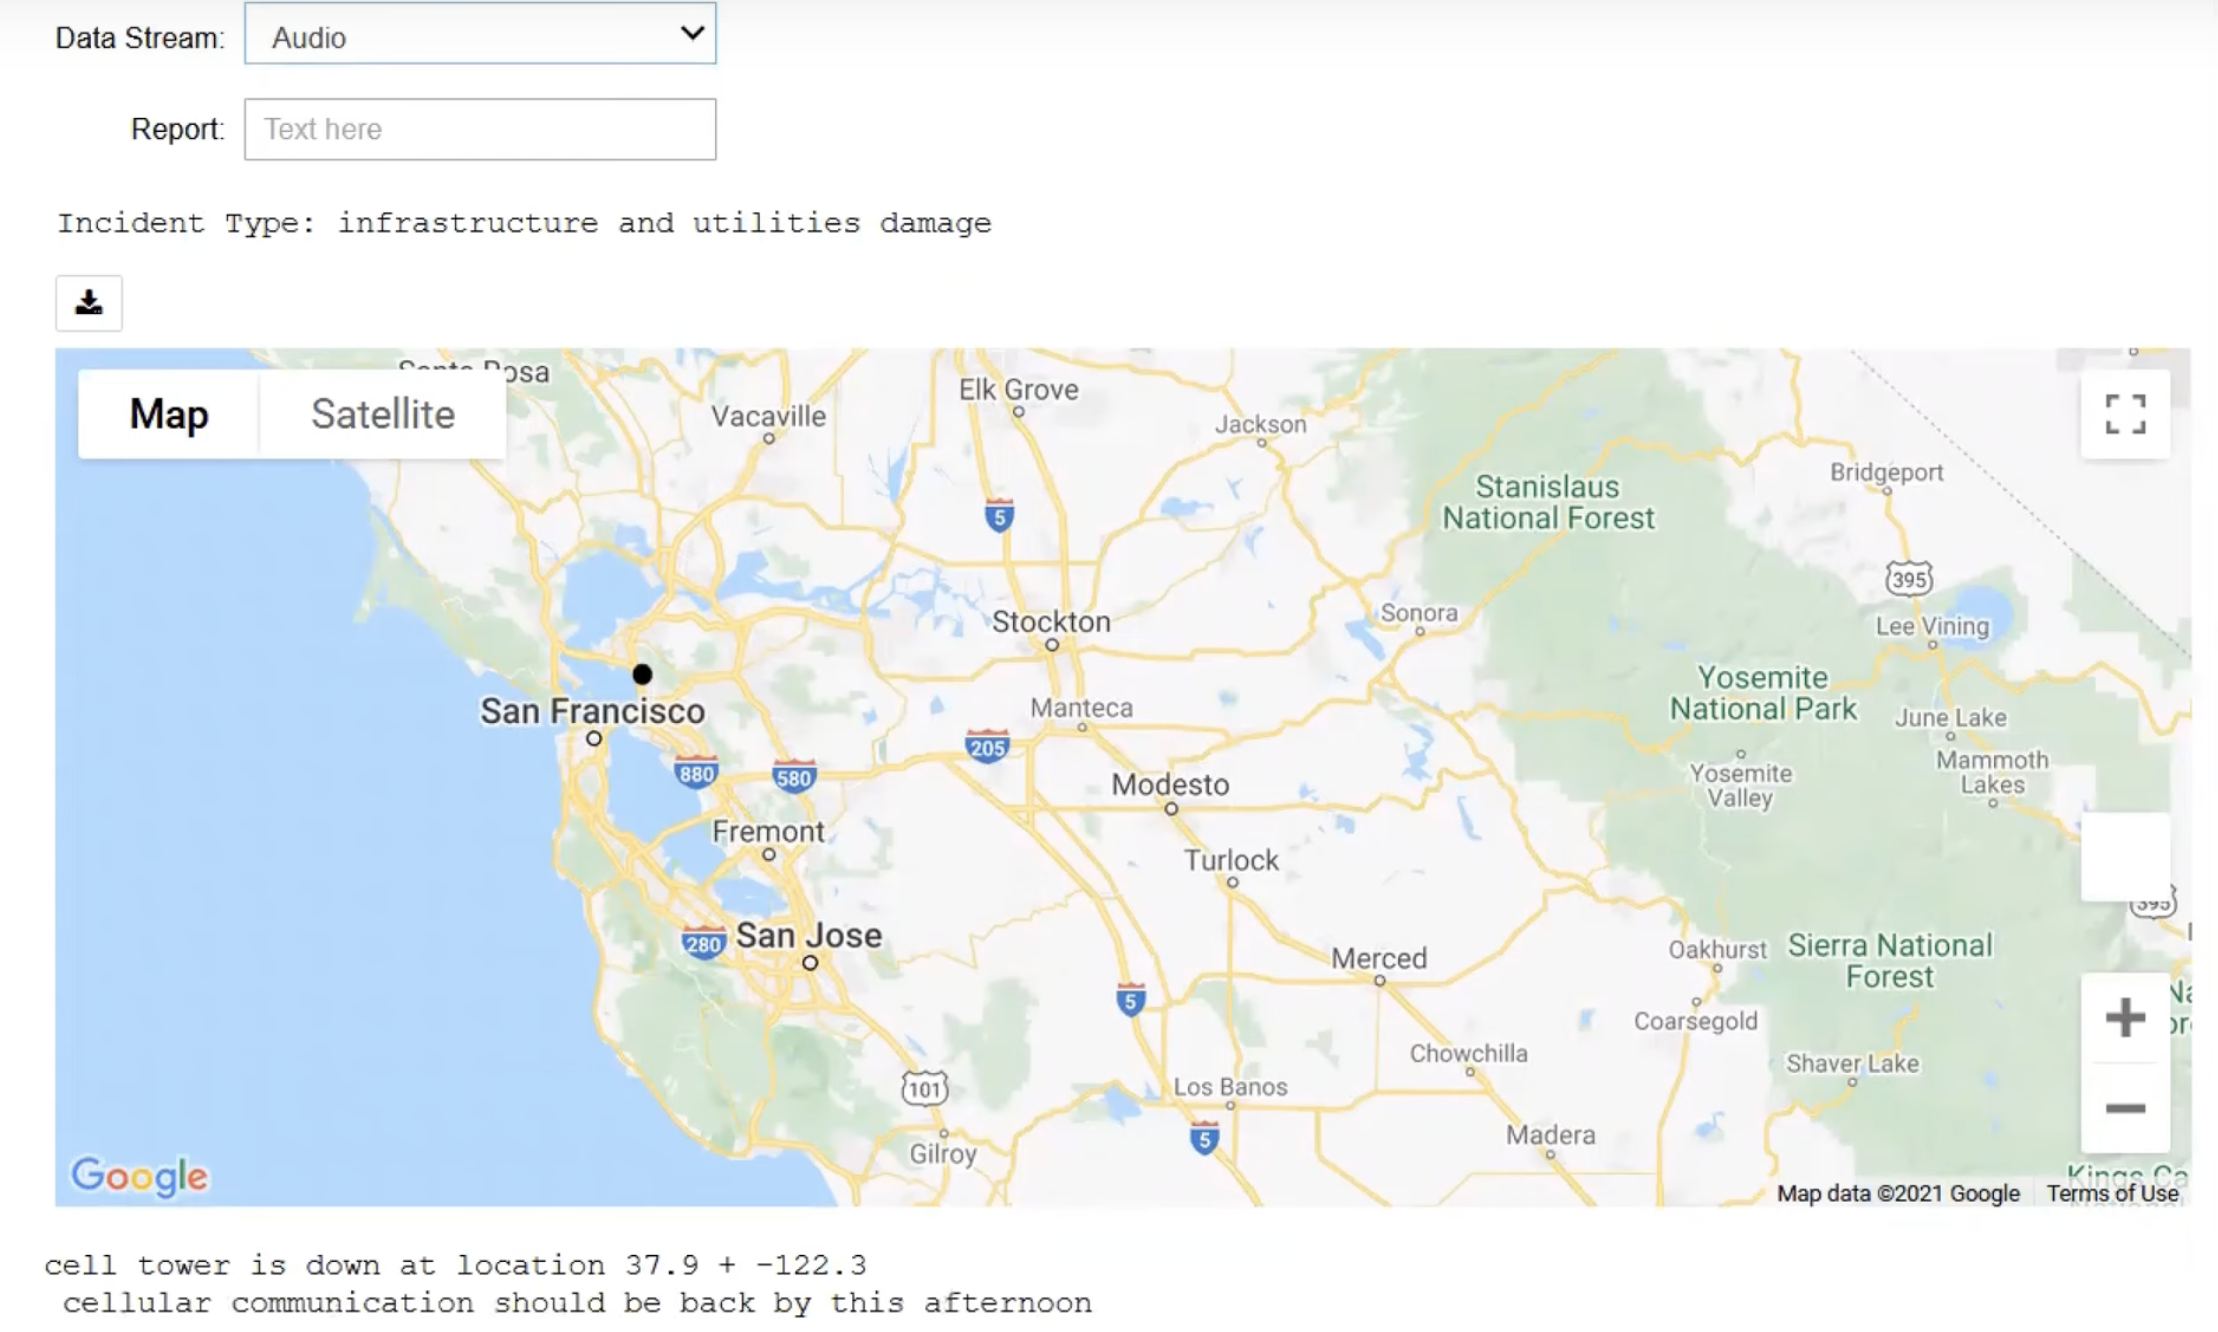 Data Stream: Audio
Report: Text here
Incident Type: infrastructure and utilities damage
Santa Rosa
Map Satellite
Vacaville
Elk Grove
Jackson
Stanislaus
National Forest
Bridgeport
5
395
Stockton
Sonora
Lee Vining
San Francisco
Manteca
Yosemite
National Park
June Lake
205
880
580
Modesto
Yosemite
Valley
Mammoth
Lakes
Fremont
Turlock
395
280
San Jose
Merced
Oakhurst
Sierra National
Forest
5
Coarsegold
Chowchilla
Shaver Lake
101
Los Banos
5
Gilroy
Madera
Google
Map data ©2021 Google
Terms of Use
cell tower is down at location 37.9 + -122.3
cellular communication should be back by this afternoon